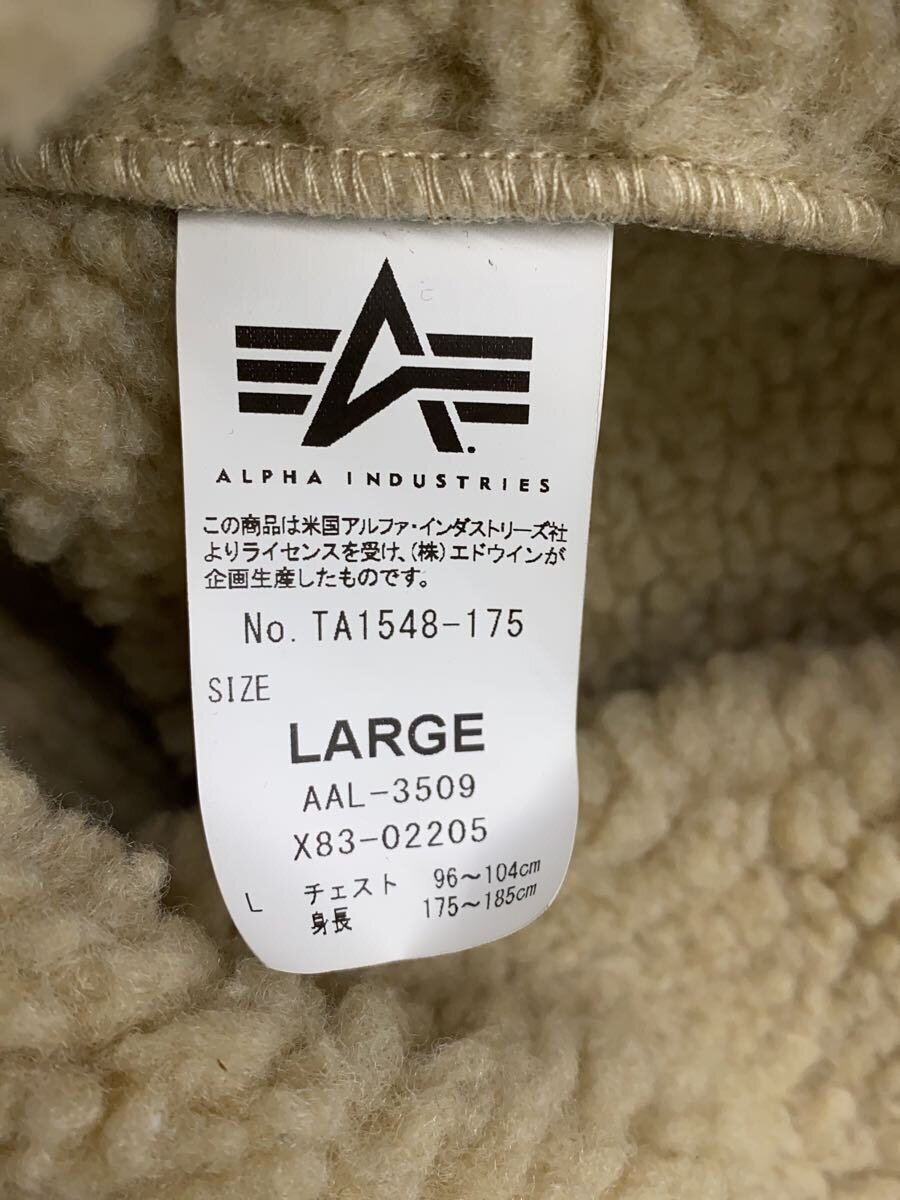 ALPHA INDUSTRIES
この商品は米国アルファ・インダストリーズ社
よりライセンスを受け、(株)エドウインが
企画生産したものです。
No. TA1548-175
SIZE
LARGE
AAL-3509
X83-02205
L チェスト 96～104cm
身長 175～185cm